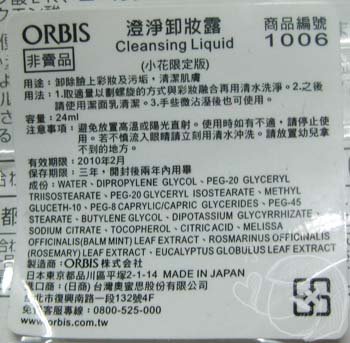 ORBIS 澄淨卸妝露 商品編號
非賣品 Cleansing Liquid 1006
(小花限定版)
用途：卸除臉上彩妝及污垢，清潔肌膚
用法：1.取適量以劃螺旋的方式與彩妝融合再用清水洗淨。2.之後
請使用潔面乳清潔。3.手些微沾溼後也可使用。
容量：24ml
注意事項：避免放置高溫或陽光直射。使用時如有不適，請停止使
用。若不慎流入眼睛請立刻用清水沖洗。請放置幼兒拿
不到的地方。
有效期限：2010年2月
保存期限：三年，開封後兩年內用畢
成份：WATER、DIPROPYLENE GLYCOL、PEG-20 GLYCERYL
TRIISOSTEARATE、PEG-20 GLYCERYL ISOSTEARATE、METHYL
GLUCETH-10、PEG-8 CAPRYLIC/CAPRIC GLYCERIDES、PEG-45
STEARATE、BUTYLENE GLYCOL、DIPOTASSIUM GLYCYRRHIZATE、
SODIUM CITRATE、TOCOPHEROL、CITRIC ACID、MELISSA
OFFICINALIS(BALM MINT) LEAF EXTRACT、ROSMARINUS OFFICINALIS
(ROSEMARY) LEAF EXTRACT、EUCALYPTUS GLOBULUS LEAF EXTRACT
製造商：ORBIS 株式會社
日本東京都品川區平塚2-1-14 MADE IN JAPAN
進口商：(日商) 台灣奧蜜思股份有限公司
台北市復興南路一段132號4F
免費客服專線：0800-525-000
www.orbis.com.tw